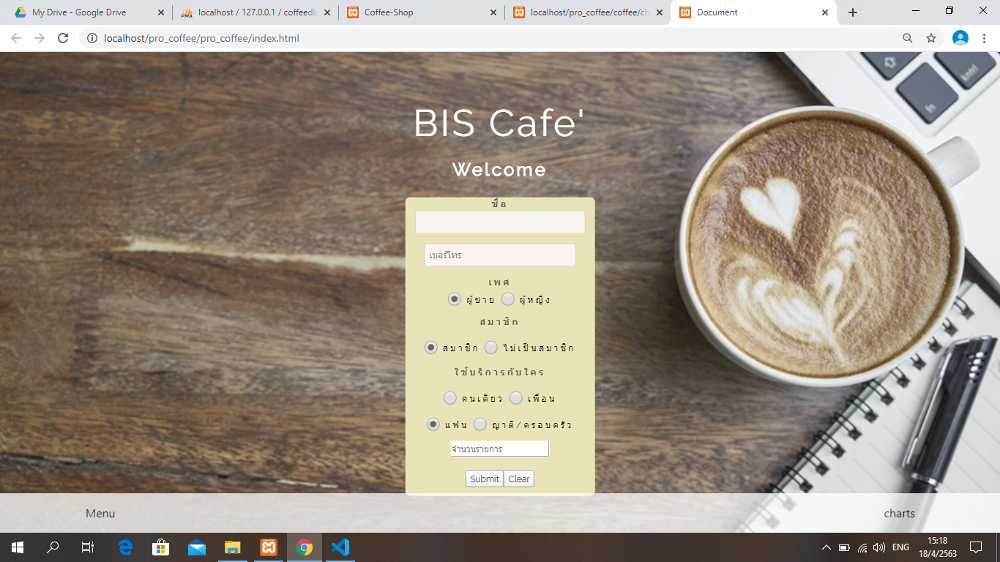 My Drive - Google Drive
localhost / 127.0.0.1 / coffeedb
Coffee-Shop
localhost/pro_coffee/coffee/ch
Document
localhost/pro_coffee/pro_coffee/index.html
BIS Cafe'
Welcome
ชื่อ
เบอร์โทร
เพศ
ผู้ชาย ผู้หญิง
สมาชิก
สมาชิก ไม่เป็นสมาชิก
ใช้บริการกับใคร
คนเดียว เพื่อน
แฟน ญาติ/ครอบครัว
จำนวนรายการ
Submit Clear
Menu
charts
fn
kntrl
ENG
15:18
18/4/2563